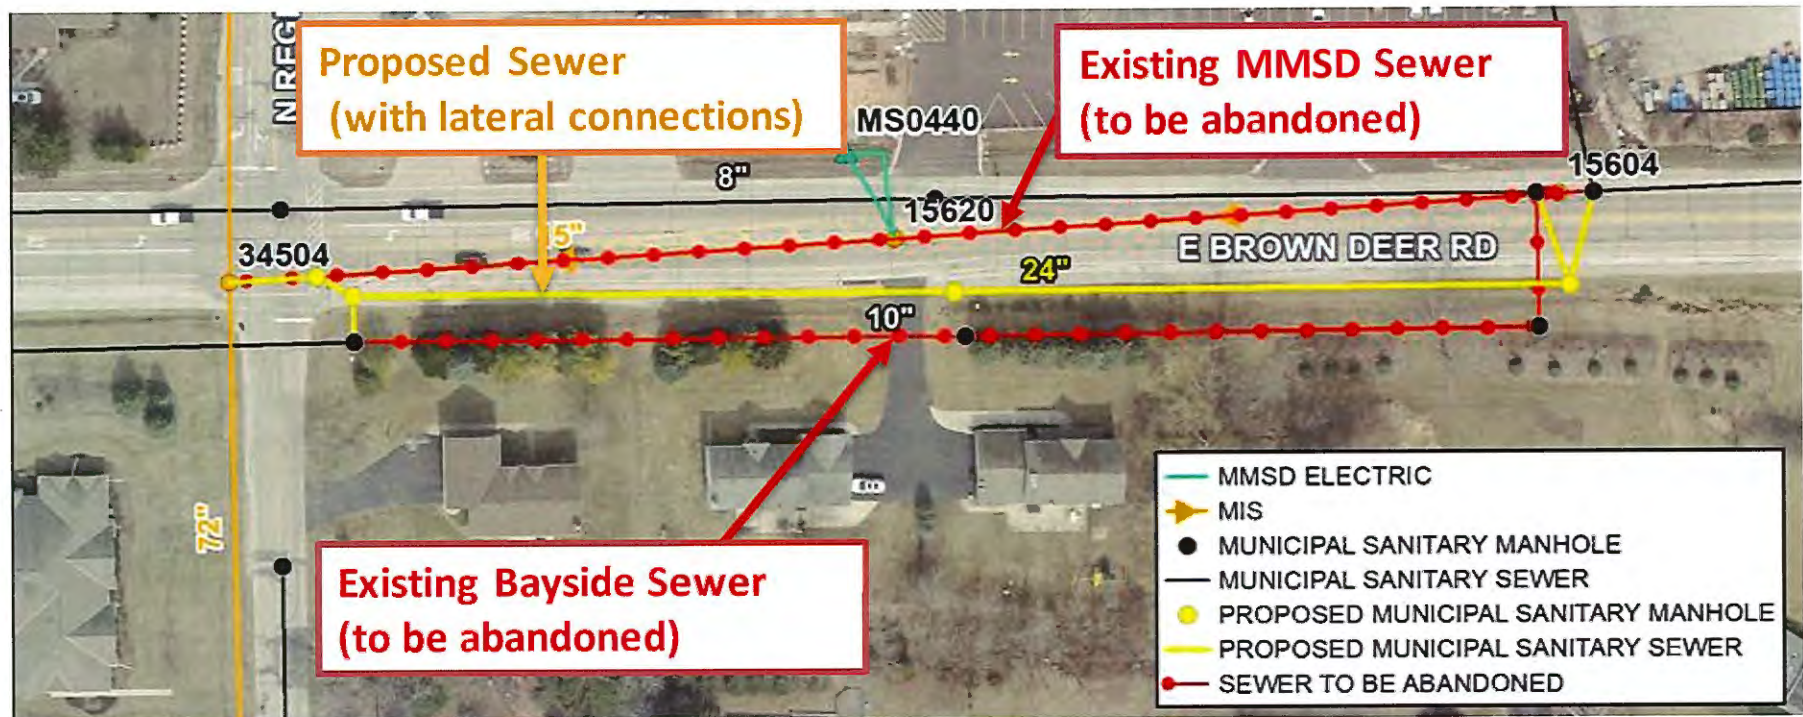 N REG
Proposed Sewer
(with lateral connections)
Existing MMSD Sewer
(to be abandoned)
MS0440
8"
15604
15620
15"
34504
E BROWN DEER RD
24"
10"
72"
Existing Bayside Sewer
(to be abandoned)
MMSD ELECTRIC
MIS
MUNICIPAL SANITARY MANHOLE
MUNICIPAL SANITARY SEWER
PROPOSED MUNICIPAL SANITARY MANHOLE
PROPOSED MUNICIPAL SANITARY SEWER
SEWER TO BE ABANDONED